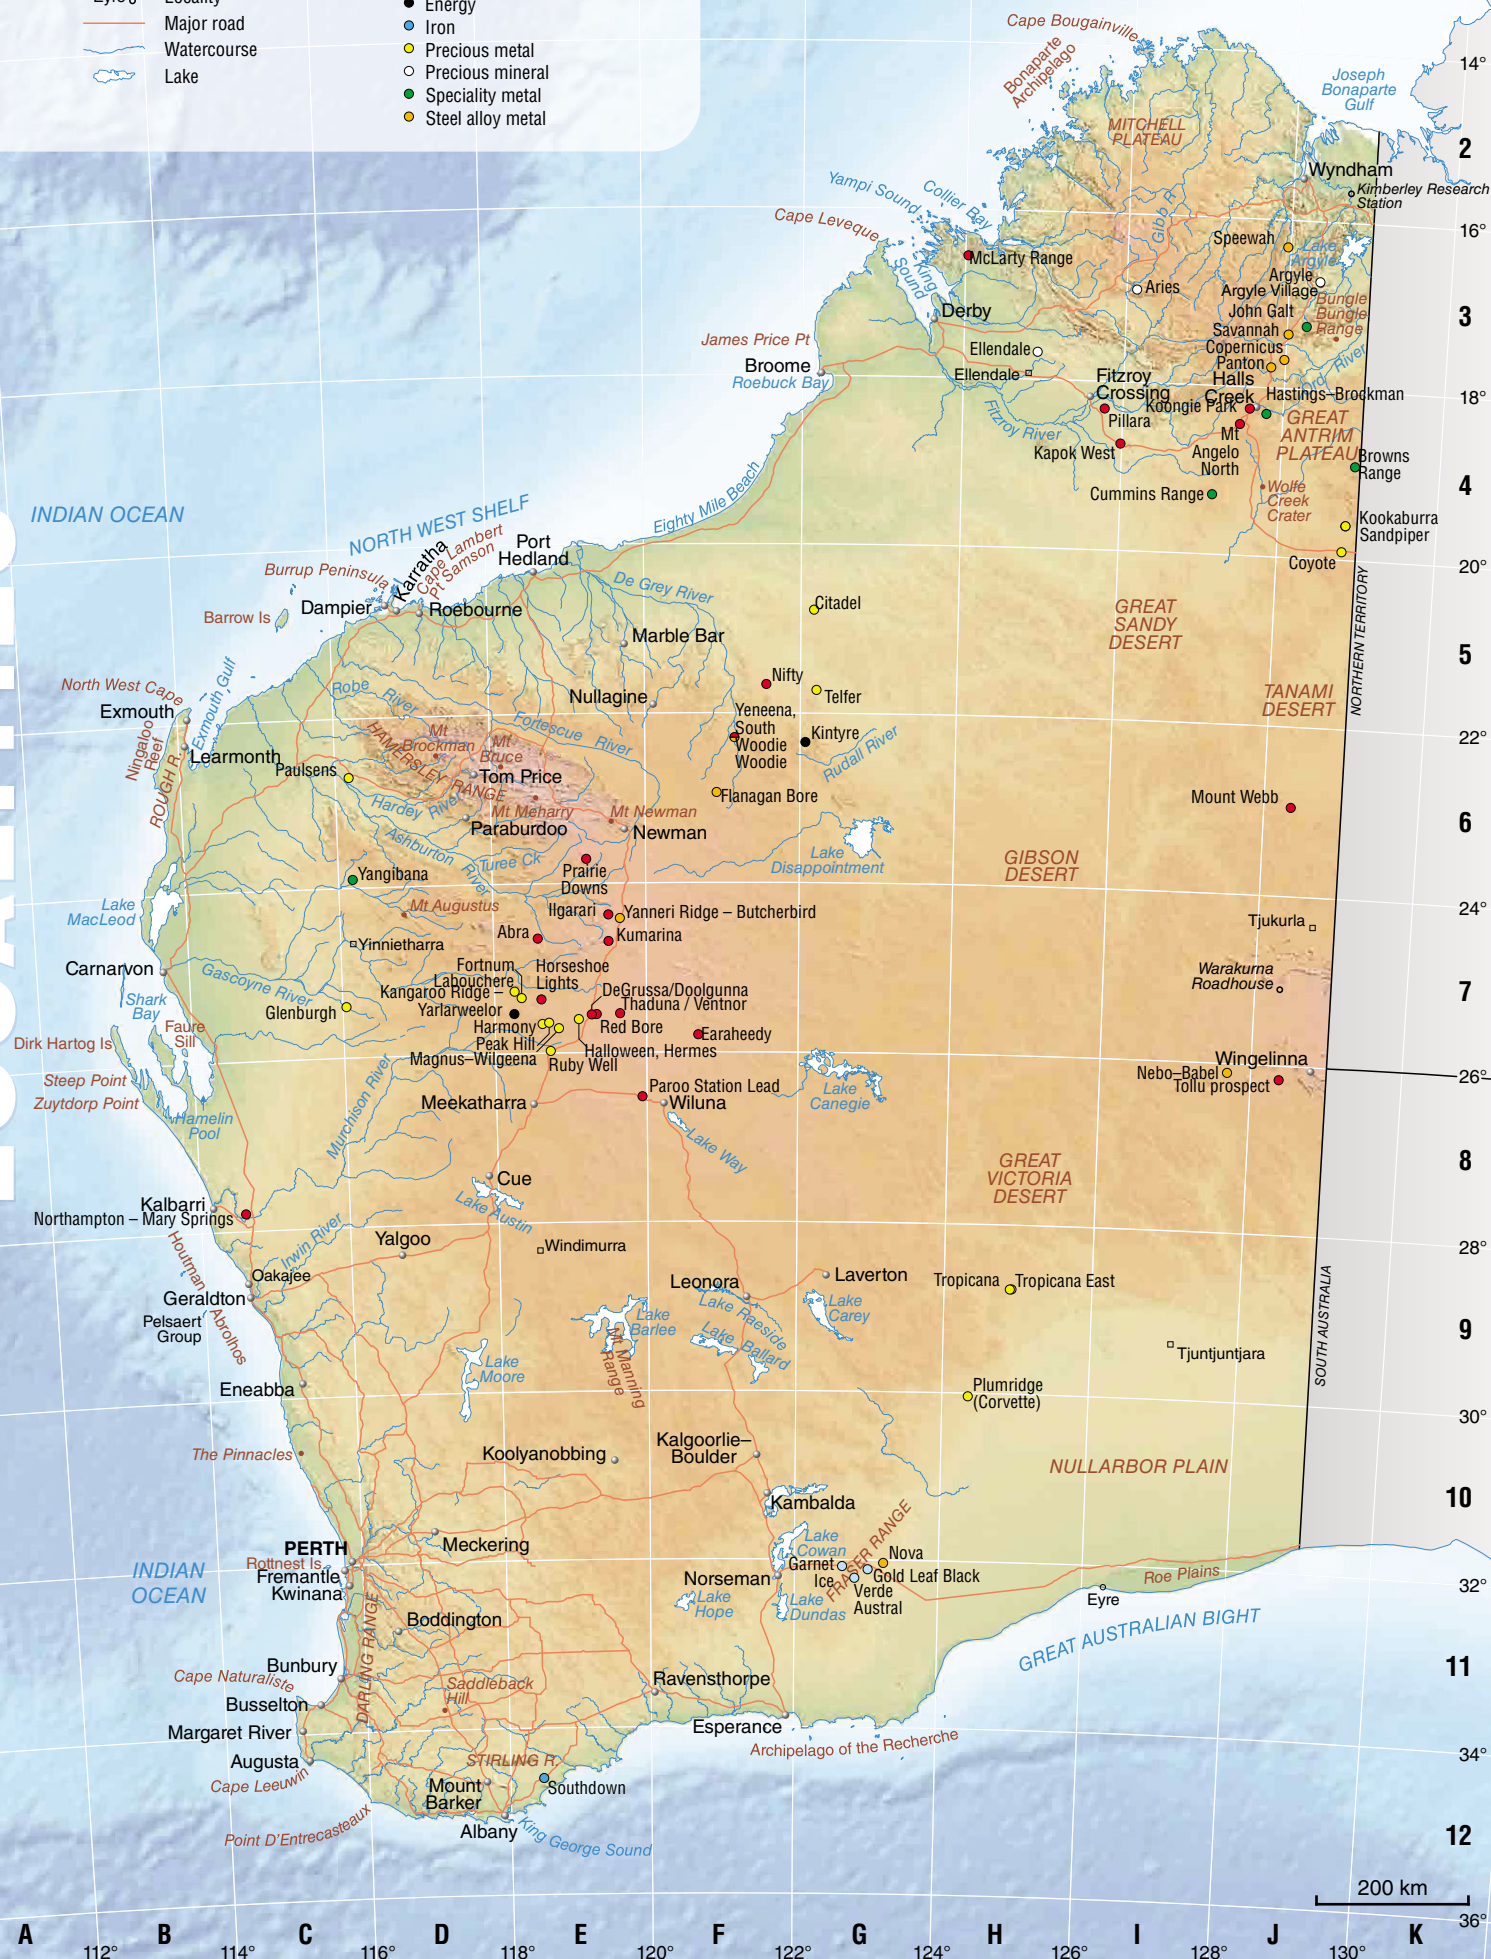 Major road
Watercourse
Lake
Energy
Iron
Precious metal
Precious mineral
Speciality metal
Steel alloy metal
Cape Bougainville
Bonaparte
Archipelago
Joseph
Bonaparte
Gulf
14°
MITCHELL
PLATEAU
2
Wyndham
Kimberley Research
Station
Yampi Sound
Collier Bay
Cape Leveque
Gibb R.
16°
Speewah
Lake
Argyle
McLarty Range
King
Sound
Aries
Argyle
Argyle Village
Bungle
Bungle
Range
John Galt
3
Derby
Savannah
James Price Pt
Ellendale
Copernicus
Broome
Roebuck Bay
Ellendale
Panton
Ord River
Fitzroy
Crossing
Halls
Creek
Hastings–Brockman
18°
Koongie Park
Fitzroy River
Pillara
GREAT
ANTRIM
PLATEAU
Kapok West
Mt
Angelo
North
Browns
Range
Eighty Mile Beach
Cummins Range
Wolfe
Creek
Crater
4
INDIAN OCEAN
NORTH WEST SHELF
Kookaburra
Sandpiper
Port
Hedland
Cape Lambert
Pt Samson
Karratha
Burrup Peninsula
Coyote
20°
De Grey River
Barrow Is
Dampier
Roebourne
Citadel
GREAT
SANDY
DESERT
NORTHERN TERRITORY
Marble Bar
5
North West Cape
Exmouth Gulf
Robe River
Nifty
Exmouth
Nullagine
Telfer
TANAMI
DESERT
Ningaloo
Reef
Fortescue River
Yeneena,
South
Woodie
Woodie
Kintyre
22°
Learmonth
HAMERSLEY RANGE
Mt
Brockman
Mt
Bruce
Rudall River
Paulsens
Tom Price
ROUGH R.
Flanagan Bore
Mount Webb
Hardey River
Mt Meharry
Mt Newman
6
Paraburdoo
Newman
Ashburton River
Turee Ck
Lake
Disappointment
GIBSON
DESERT
Yangibana
Prairie
Downs
Lake
MacLeod
Mt Augustus
Ilgarari
Yanneri Ridge – Butcherbird
24°
Tjukurla
Abra
Kumarina
Yinnietharra
Carnarvon
Gascoyne River
Fortnum
Labouchere
Horseshoe
Lights
Warakurna
Roadhouse
Kangaroo Ridge –
Yarlarweelor
DeGrussa/Doolgunna
Thaduna / Ventnor
7
Shark
Bay
Glenburgh
Harmony
Red Bore
Faure
Sill
Peak Hill
Earaheedy
Dirk Hartog Is
Halloween, Hermes
Magnus–Wilgeena
Ruby Well
Wingelinna
Steep Point
Nebo–Babel
Tollu prospect
26°
Zuytdorp Point
Paroo Station Lead
Lake
Canegie
Meekatharra
Wiluna
Hamelin
Pool
Murchison River
Lake Way
8
GREAT
VICTORIA
DESERT
Cue
Kalbarri
Northampton – Mary Springs
Lake Austin
Irwin River
Yalgoo
Windimurra
28°
Houtman Abrolhos
Oakajee
Laverton
Leonora
Tropicana
Tropicana East
SOUTH AUSTRALIA
Geraldton
Lake Raeside
Lake
Carey
Pelsaert
Group
Lake
Barlee
9
Lake Ballard
Mt Manning
Range
Tjuntjuntjara
Lake
Moore
Eneabba
Plumridge
(Corvette)
30°
The Pinnacles
Koolyanobbing
Kalgoorlie–
Boulder
NULLARBOR PLAIN
10
Kambalda
Meckering
Lake
Cowan
FRASER RANGE
PERTH
Rottnest Is
Fremantle
Kwinana
INDIAN
OCEAN
Nova
Garnet
Ice
Gold Leaf Black
Verde
Austral
Norseman
Roe Plains
32°
Lake
Hope
Lake
Dundas
Eyre
Boddington
GREAT AUSTRALIAN BIGHT
DARLING RANGE
Bunbury
11
Cape Naturaliste
Saddleback
Hill
Ravensthorpe
Busselton
Esperance
Margaret River
Archipelago of the Recherche
34°
Augusta
STIRLING R.
Cape Leeuwin
Mount
Barker
Southdown
Point D'Entrecasteaux
Albany
King George Sound
12
200 km
36°
A B C D E F G H I J K
112° 114° 116° 118° 120° 122° 124° 126° 128° 130°